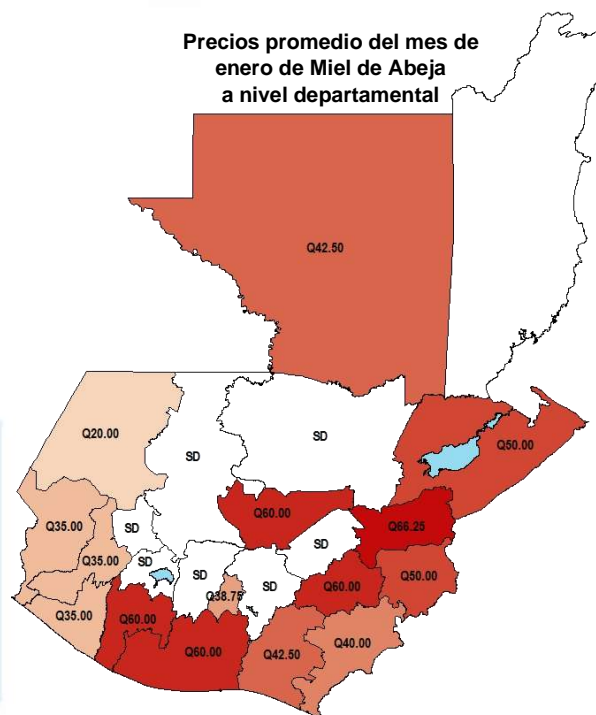 Precios promedio del mes de
enero de Miel de Abeja
a nivel departamental
Q42.50
Q20.00
Q50.00
SD
SD
Q60.00
Q66.25
Q35.00
SD
SD
Q35.00
SD
SD
SD
Q60.00
Q50.00
Q38.75
Q35.00
Q60.00
Q60.00
Q42.50
Q40.00